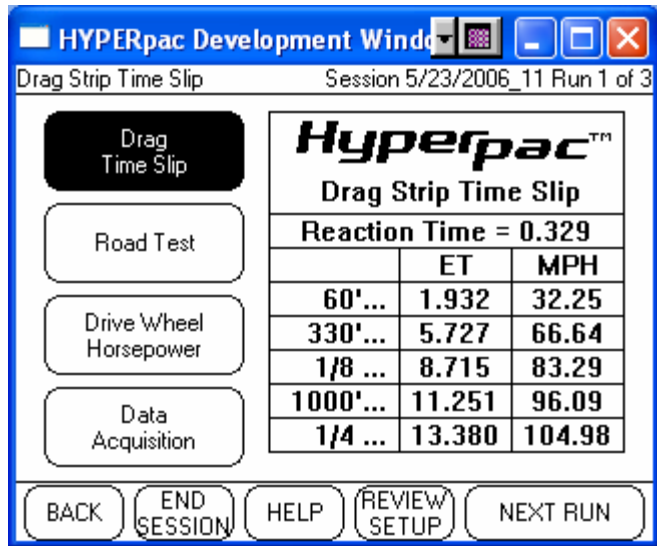 HYPERpac Development Windo
Drag Strip Time Slip Session 5/23/2006_11 Run 1 of 3
Drag
Time Slip
Road Test
Drive Wheel
Horsepower
Data
Acquisition
Hyperpac™
Drag Strip Time Slip
Reaction Time = 0.329
ET MPH
60'... 1.932 32.25
330'... 5.727 66.64
1/8 ... 8.715 83.29
1000'... 11.251 96.09
1/4 ... 13.380 104.98
BACK
END
SESSION
HELP
REVIEW
SETUP
NEXT RUN